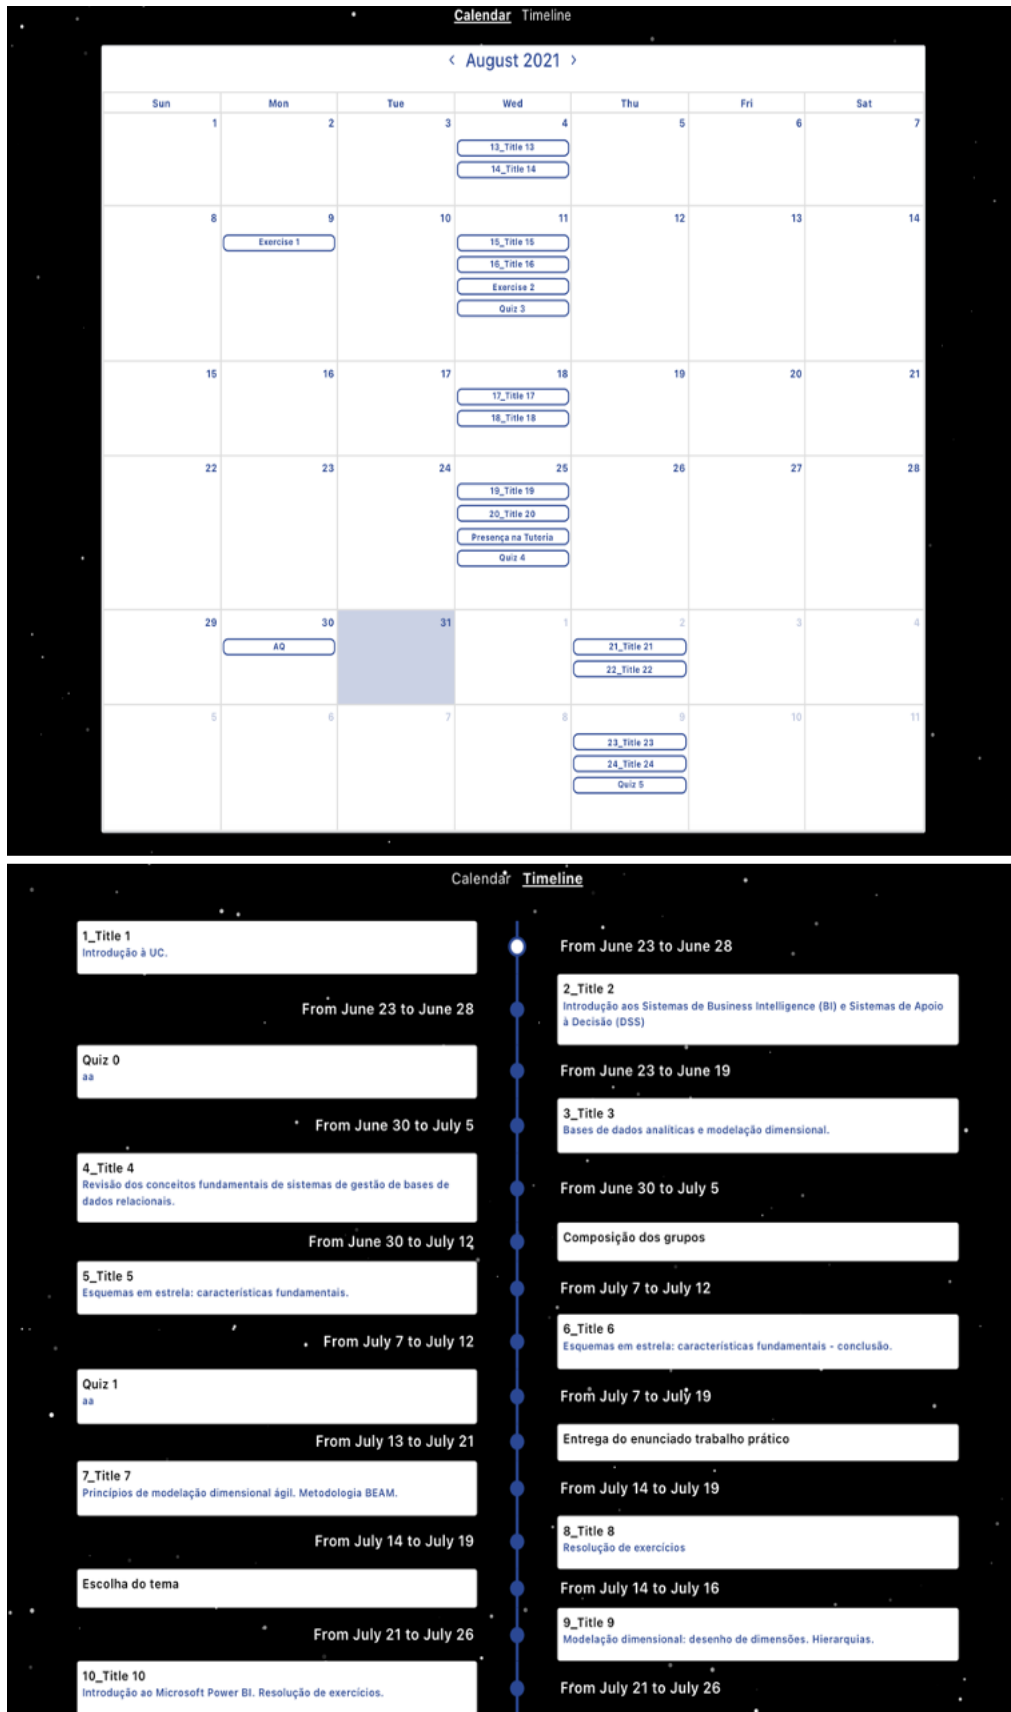 Calendar Timeline
< August 2021 >
Sun Mon Tue Wed Thu Fri Sat
1 2 3 4 5 6 7
13_Title 13
14_Title 14
8 9 10 11 12 13 14
Exercise 1 15_Title 15
16_Title 16
Exercise 2
Quiz 3
15 16 17 18 19 20 21
17_Title 17
18_Title 18
22 23 24 25 26 27 28
19_Title 19
20_Title 20
Presença na Tutoria
Quiz 4
29 30 31 1 2 3 4
AQ 21_Title 21
22_Title 22
5 6 7 8 9 10 11
23_Title 23
24_Title 24
Quiz 5
Calendar Timeline
1_Title 1
Introdução à UC.
From June 23 to June 28
2_Title 2
Introdução aos Sistemas de Business Intelligence (BI) e Sistemas de Apoio
à Decisão (DSS)
From June 23 to June 28
Quiz 0
aa
From June 23 to June 19
3_Title 3
Bases de dados analíticas e modelação dimensional.
From June 30 to July 5
4_Title 4
Revisão dos conceitos fundamentais de sistemas de gestão de bases de
dados relacionais.
From June 30 to July 5
Composição dos grupos
From June 30 to July 12
5_Title 5
Esquemas em estrela: características fundamentais.
From July 7 to July 12
6_Title 6
Esquemas em estrela: características fundamentais - conclusão.
From July 7 to July 12
Quiz 1
aa
From July 7 to July 19
Entrega do enunciado trabalho prático
From July 13 to July 21
7_Title 7
Princípios de modelação dimensional ágil. Metodologia BEAM.
From July 14 to July 19
8_Title 8
Resolução de exercícios
From July 14 to July 19
Escolha do tema
From July 14 to July 16
9_Title 9
Modelação dimensional: desenho de dimensões. Hierarquias.
From July 21 to July 26
10_Title 10
Introdução ao Microsoft Power BI. Resolução de exercícios.
From July 21 to July 26